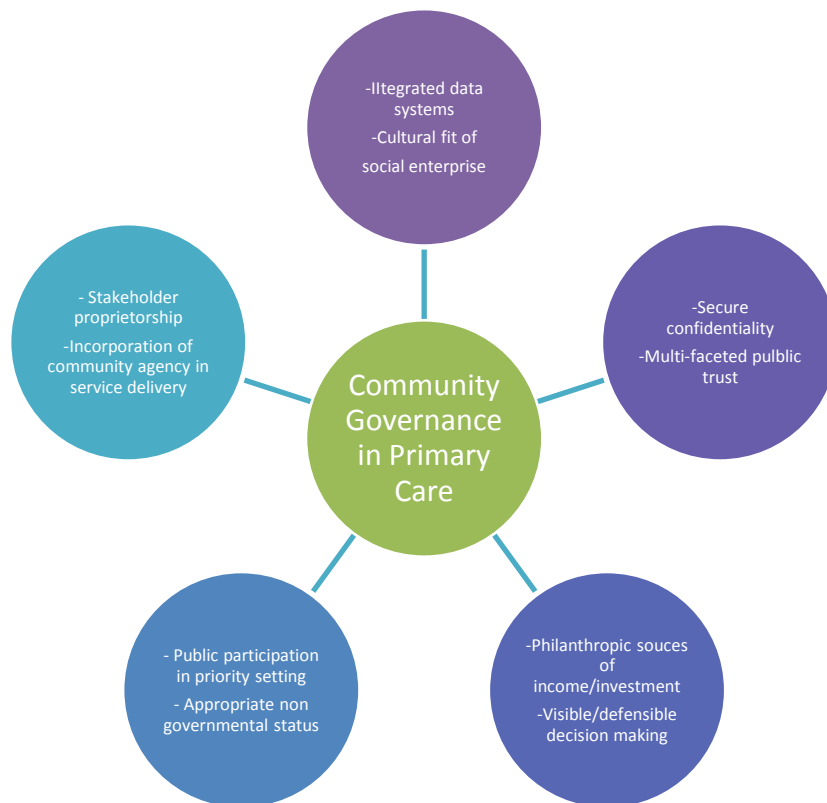 -IItegrated data
systems
-Cultural fit of
social enterprise
- Stakeholder
proprietorship
-Incorporation of
community agency in
service delivery
-Secure
confidentiality
-Multi-faceted pulblic
trust
Community
Governance
in Primary
Care
- Public participation
in priority setting
- Appropriate non
governmental status
-Philanthropic souces
of
income/investment
-Visible/defensible
decision making